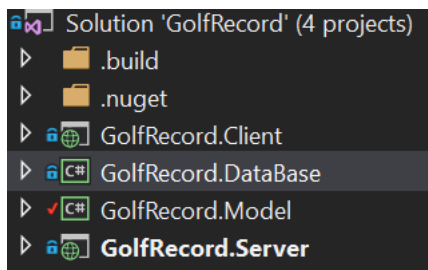 Solution 'GolfRecord' (4 projects)
.build
.nuget
GolfRecord.Client
C# GolfRecord.DataBase
C# GolfRecord.Model
GolfRecord.Server